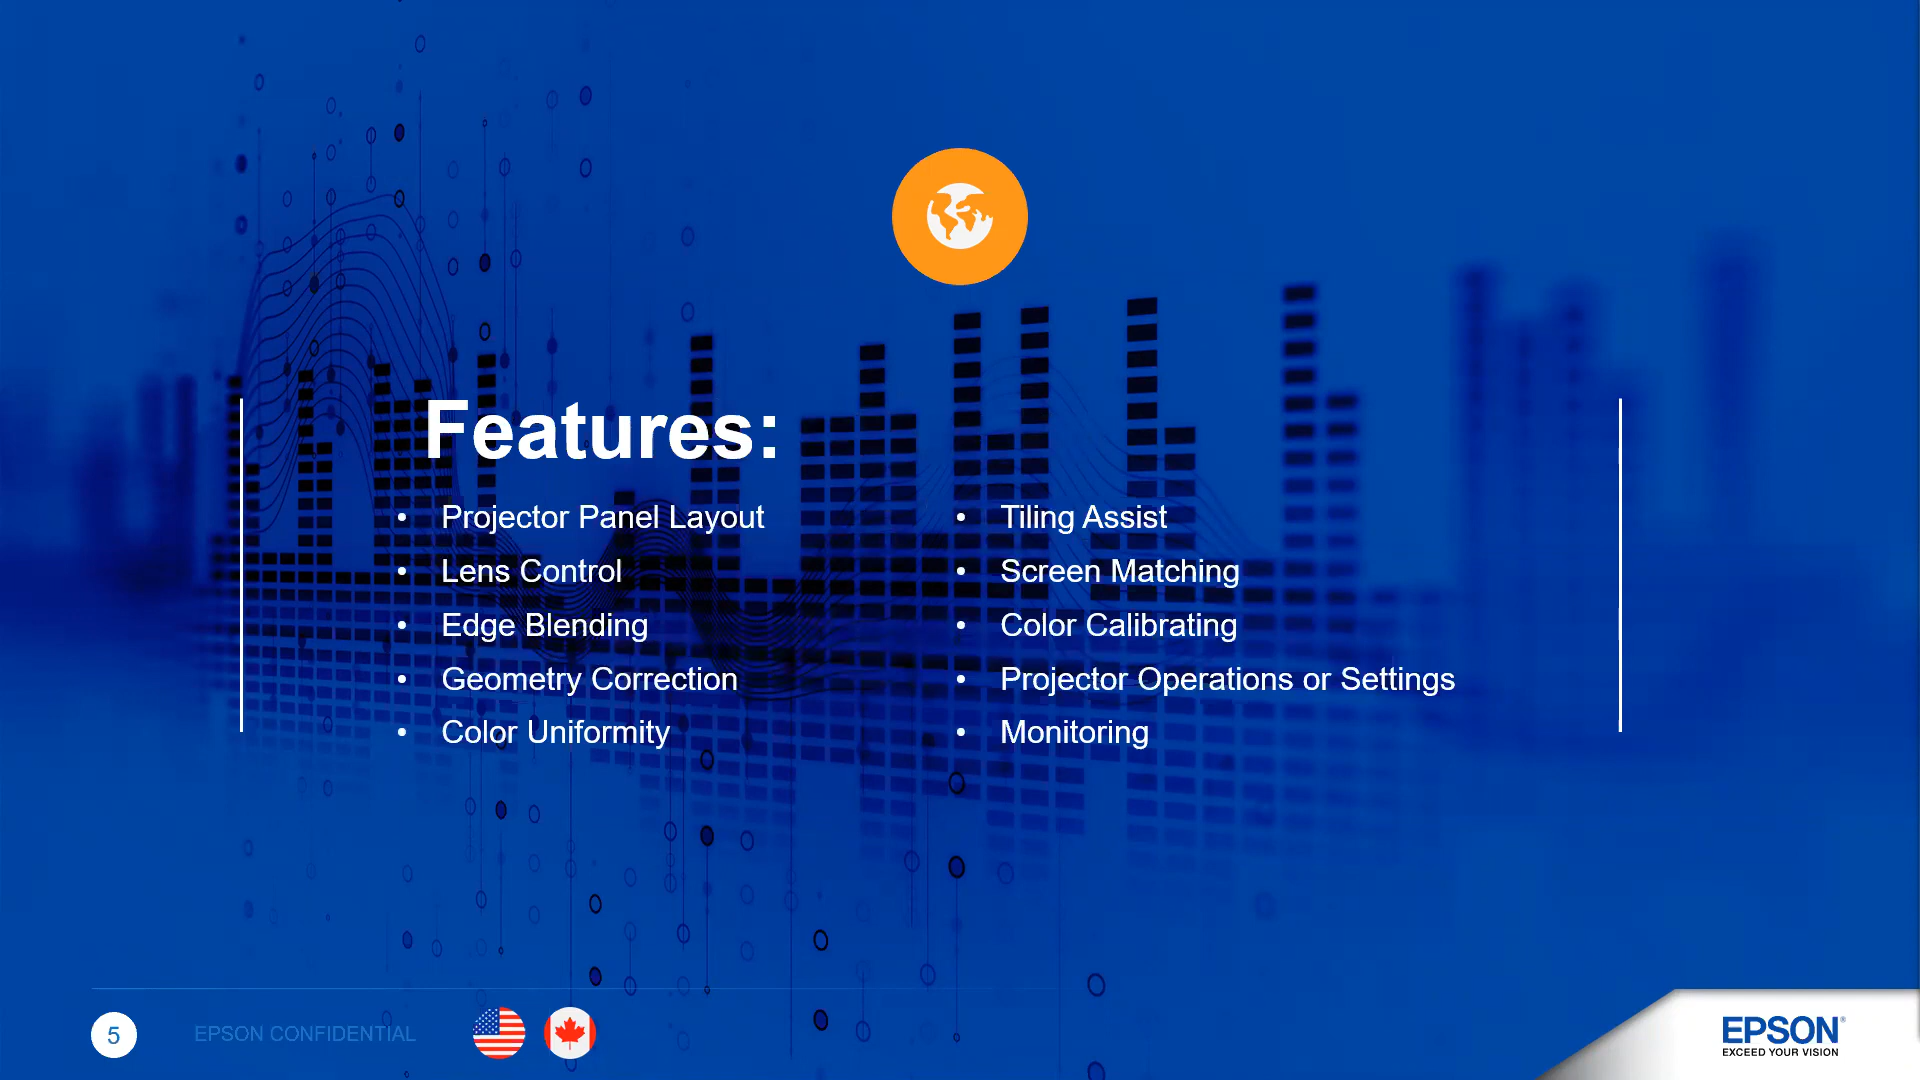 Features:
• Projector Panel Layout
• Lens Control
• Edge Blending
• Geometry Correction
• Color Uniformity
• Tiling Assist
• Screen Matching
• Color Calibrating
• Projector Operations or Settings
• Monitoring
5
EPSON CONFIDENTIAL
EPSON®
EXCEED YOUR VISION